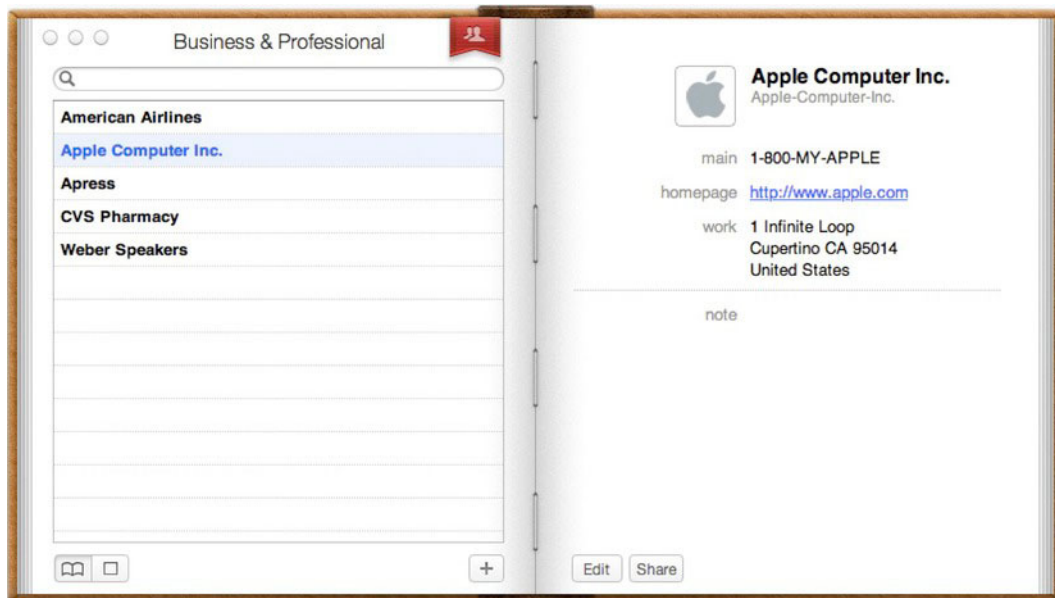 Business & Professional
American Airlines
Apple Computer Inc.
Apress
CVS Pharmacy
Weber Speakers
Apple Computer Inc.
Apple-Computer-Inc.
main 1-800-MY-APPLE
homepage http://www.apple.com
work 1 Infinite Loop
Cupertino CA 95014
United States
note
Edit Share